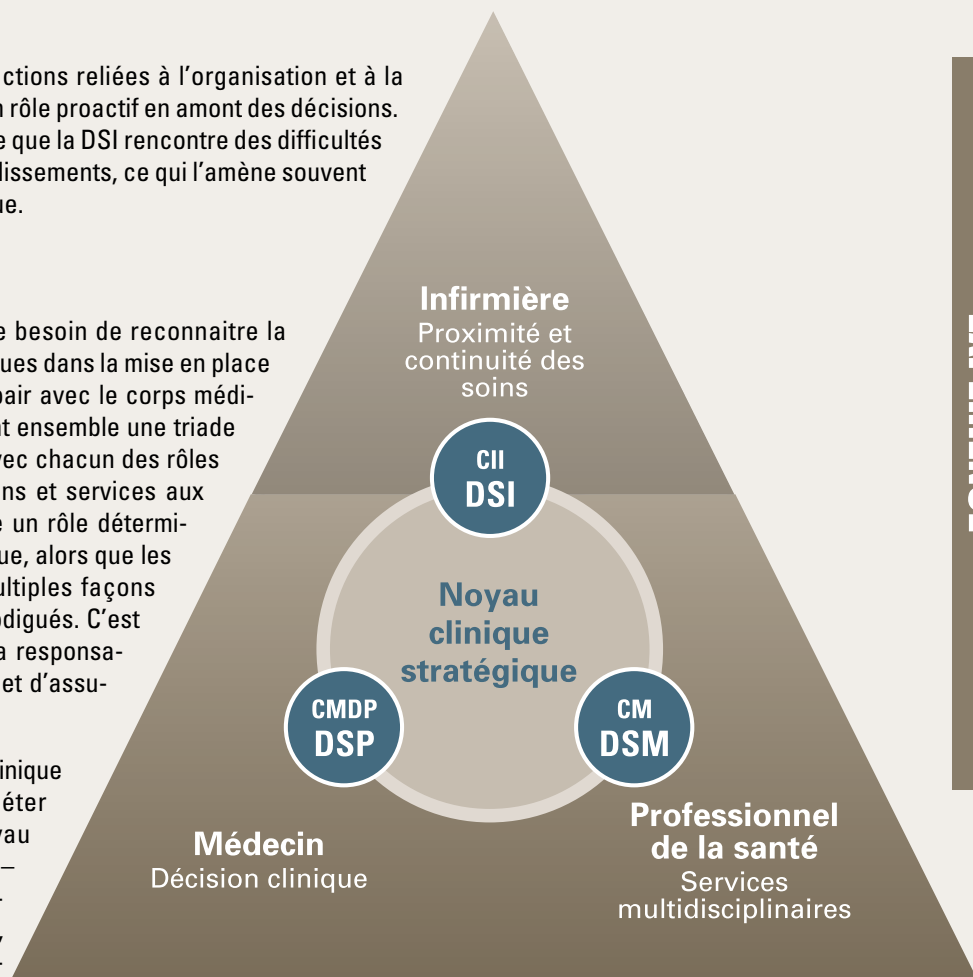 ctions reliées à l'organisation et à la
rôle proactif en amont des décisions.
que la DSI rencontre des difficultés
lissements, ce qui l'amène souvent
ue.
besoin de reconnaitre la
ues dans la mise en place
pair avec le corps médi-
t ensemble une triade
vec chacun des rôles
ns et services aux
un rôle détermi-
ue, alors que les
ultiples façons
odigués. C'est
a responsa-
et d'assu-
inique
éter
yau
–
Infirmière
Proximité et
continuité des
soins
CII
DSI
Noyau
clinique
stratégique
CMDP
DSP
CM
DSM
Médecin
Décision clinique
Professionnel
de la santé
Services
multidisciplinaires